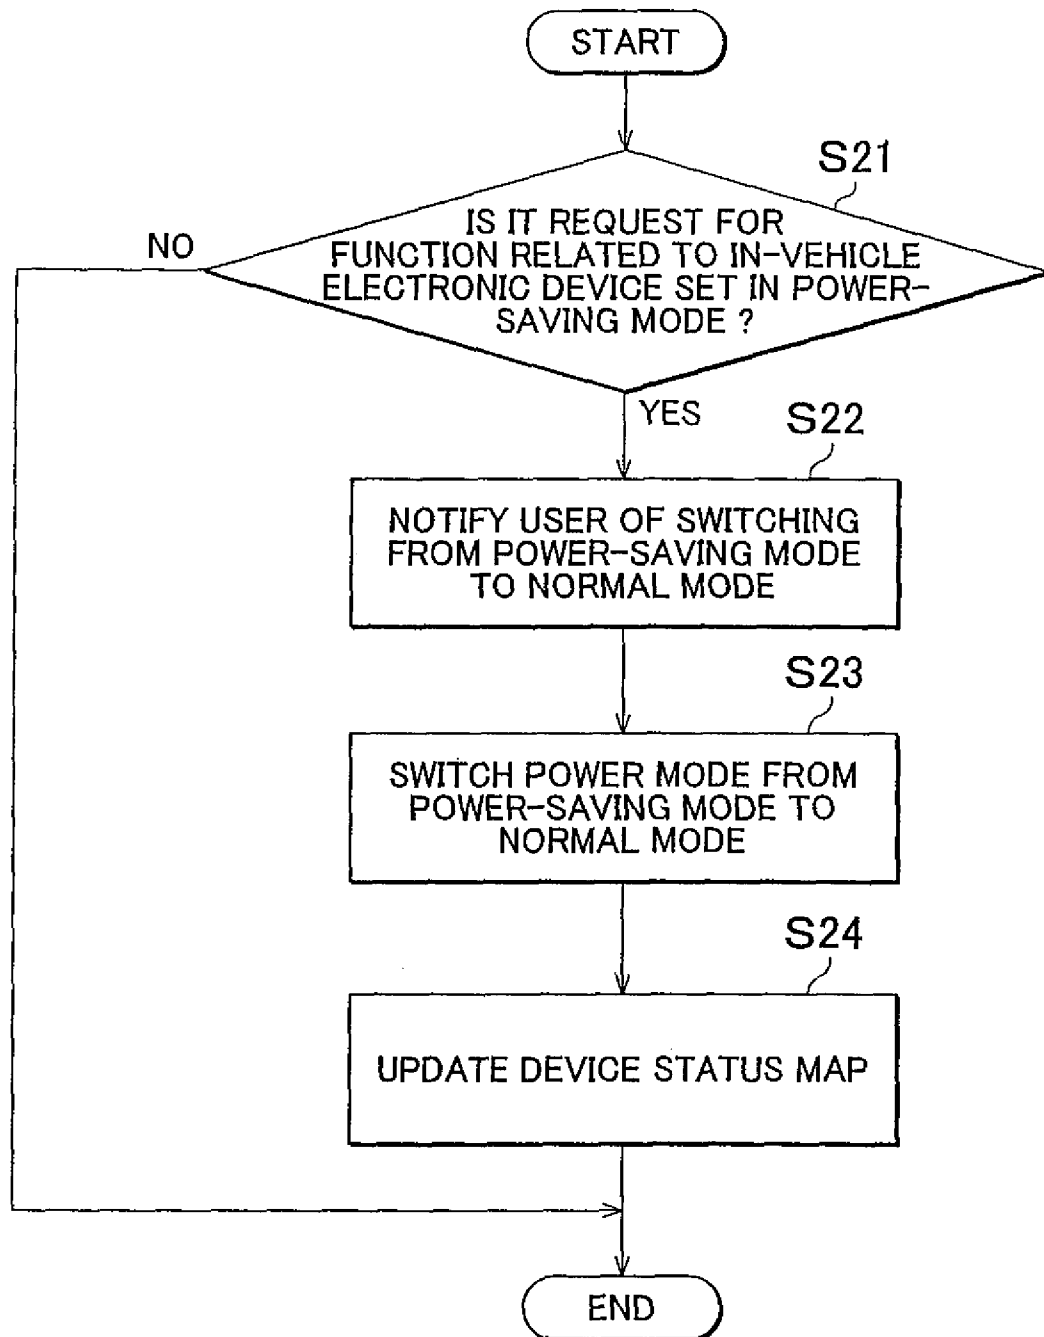 START
S21
IS IT REQUEST FOR
FUNCTION RELATED TO IN-VEHICLE
ELECTRONIC DEVICE SET IN POWER-
SAVING MODE ?
NO
YES
S22
NOTIFY USER OF SWITCHING
FROM POWER-SAVING MODE
TO NORMAL MODE
S23
SWITCH POWER MODE FROM
POWER-SAVING MODE TO
NORMAL MODE
S24
UPDATE DEVICE STATUS MAP
END